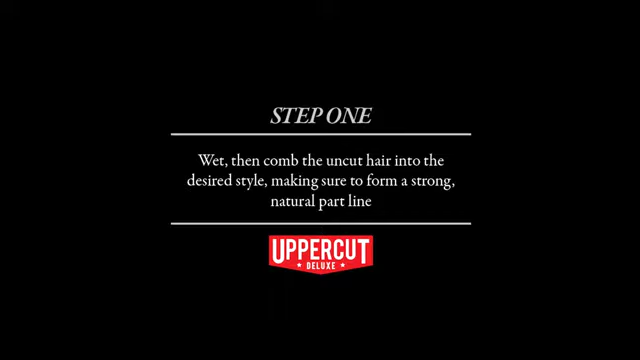 STEP ONE
Wet, then comb the uncut hair into the
desired style, making sure to form a strong,
natural part line
UPPERCUT
DELUXE